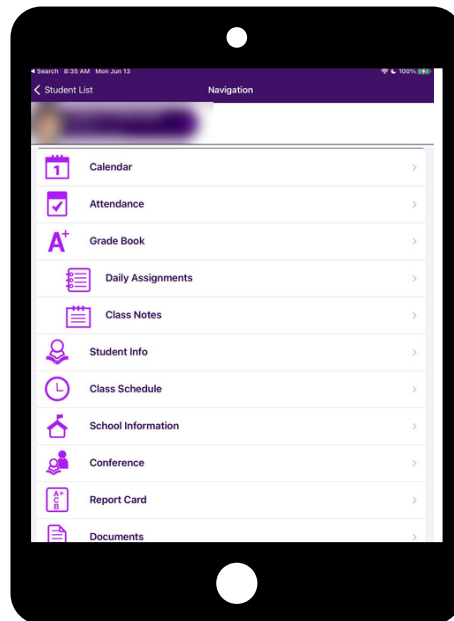 Search 8:35 AM Mon Jun 13 100%
Student List Navigation
1 Calendar
Attendance
A+ Grade Book
Daily Assignments
Class Notes
Student Info
Class Schedule
School Information
Conference
A+ C B Report Card
Documents